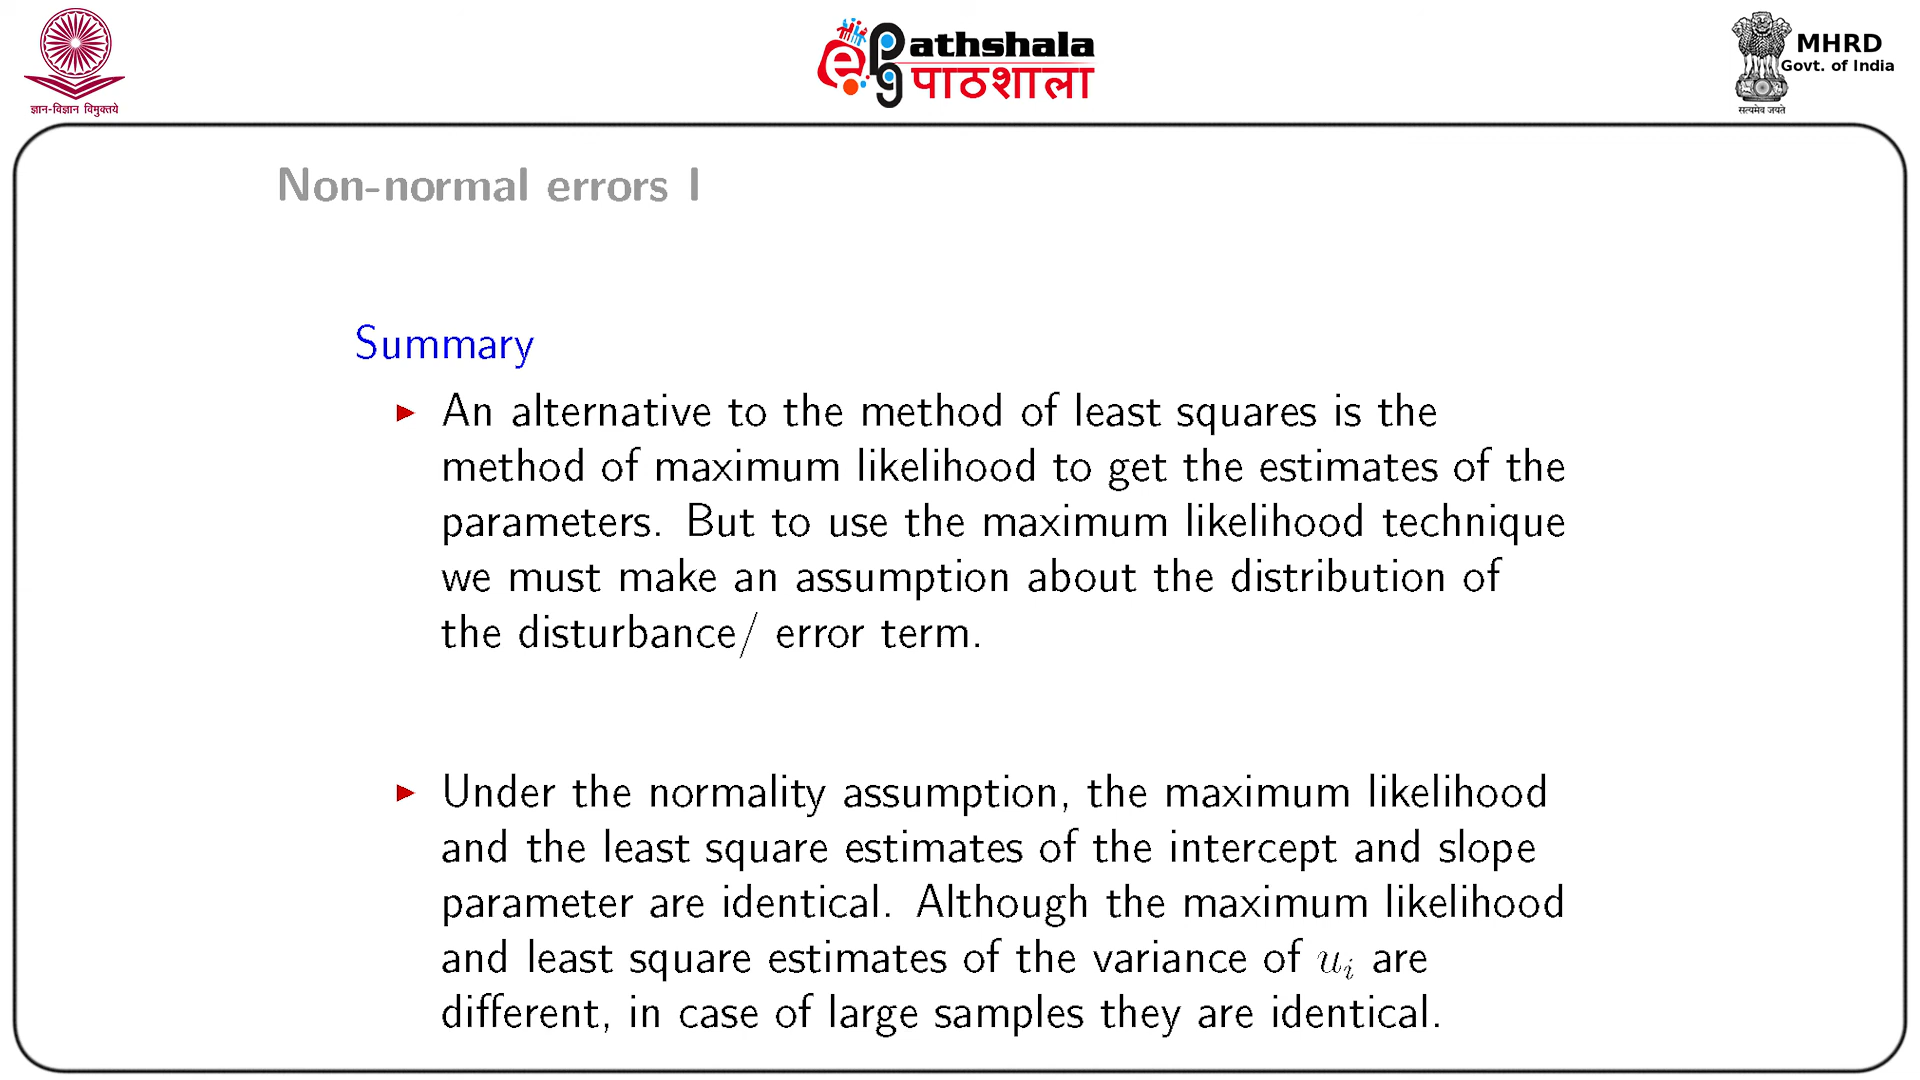 ज्ञान-विज्ञान विमुक्तये
ePG Pathshala
पाठशाला
MHRD
Govt. of India
सत्यमेव जयते
Non-normal errors I
Summary
An alternative to the method of least squares is the
method of maximum likelihood to get the estimates of the
parameters. But to use the maximum likelihood technique
we must make an assumption about the distribution of
the disturbance/ error term.
Under the normality assumption, the maximum likelihood
and the least square estimates of the intercept and slope
parameter are identical. Although the maximum likelihood
and least square estimates of the variance of uᵢ are
different, in case of large samples they are identical.